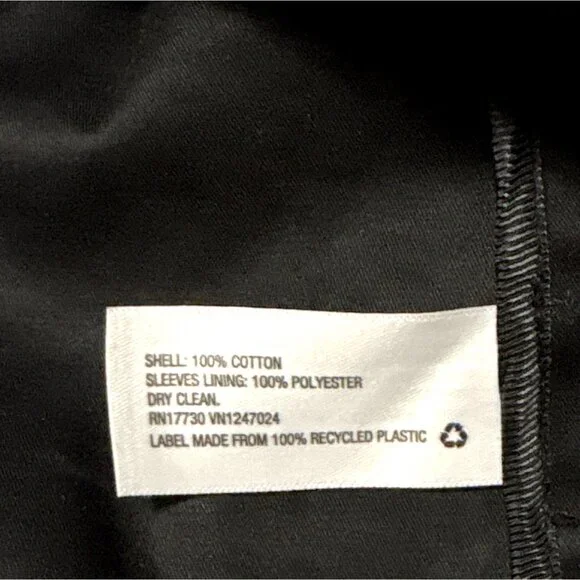 SHELL: 100% COTTON
SLEEVES LINING: 100% POLYESTER
DRY CLEAN.
RN17730 VN1247024
LABEL MADE FROM 100% RECYCLED PLASTIC